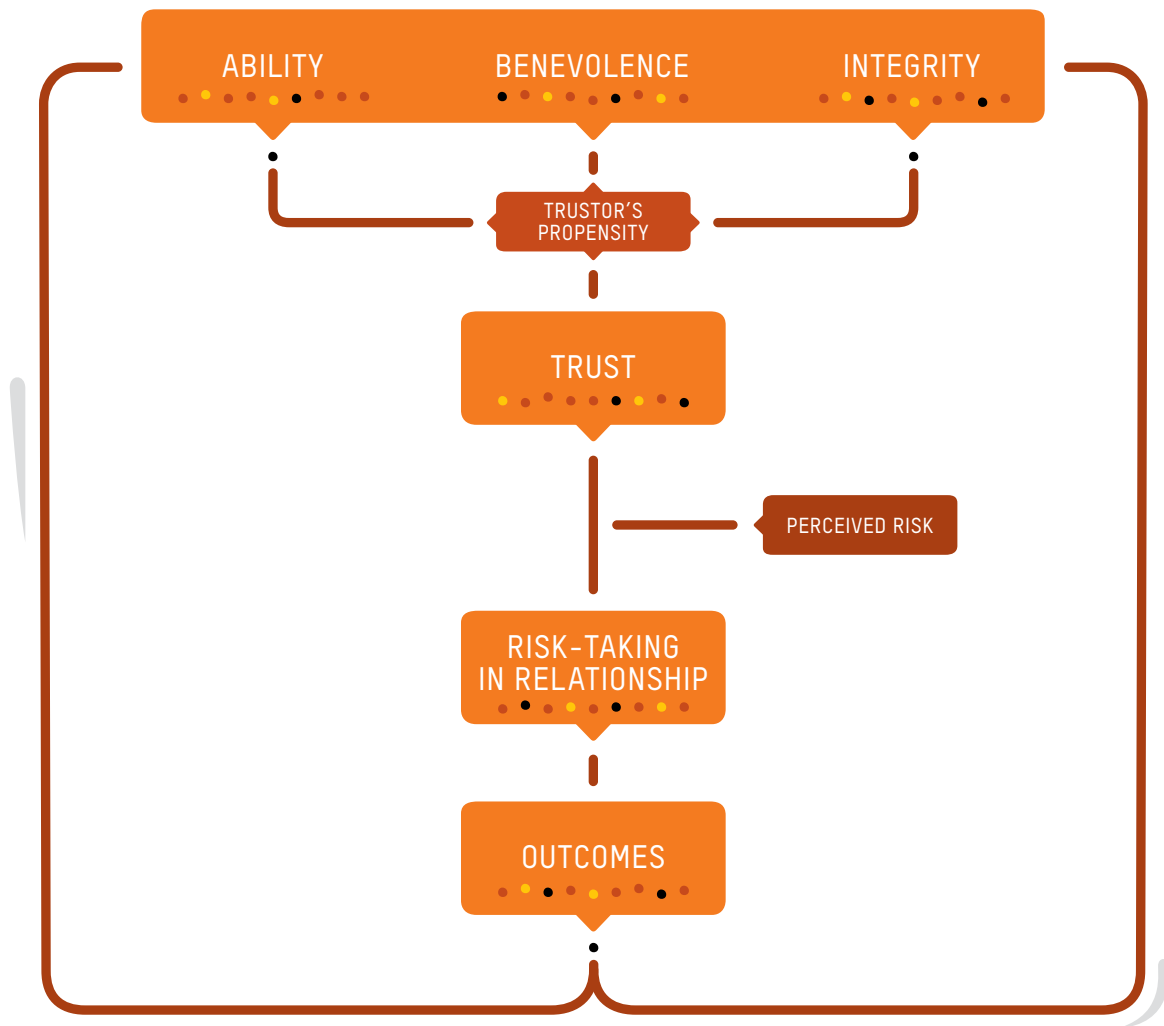 ABILITY
BENEVOLENCE
INTEGRITY
TRUSTOR'S
PROPENSITY
TRUST
PERCEIVED RISK
RISK-TAKING
IN RELATIONSHIP
OUTCOMES